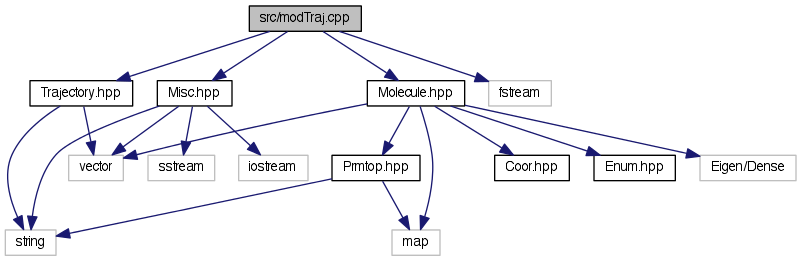 src/modTraj.cpp
Trajectory.hpp
Misc.hpp
Molecule.hpp
fstream
vector
sstream
iostream
Prmtop.hpp
Coor.hpp
Enum.hpp
Eigen/Dense
string
map